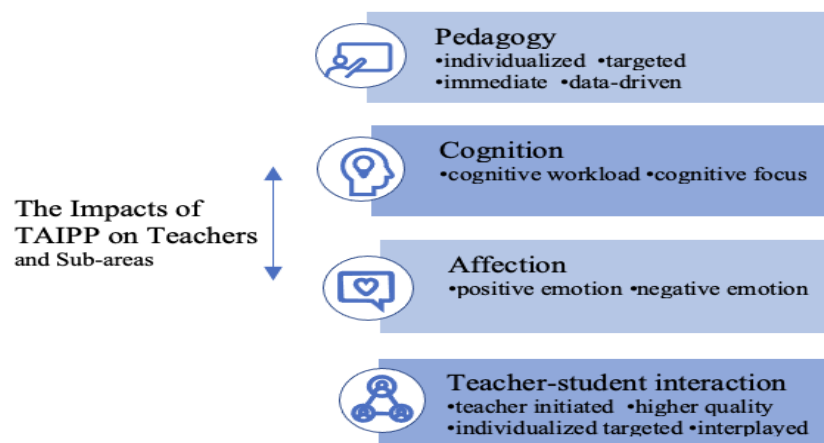 The Impacts of
TAIPP on Teachers
and Sub-areas
Pedagogy
•individualized •targeted
•immediate •data-driven
Cognition
•cognitive workload •cognitive focus
Affection
•positive emotion •negative emotion
Teacher-student interaction
•teacher initiated •higher quality
•individualized targeted •interplayed